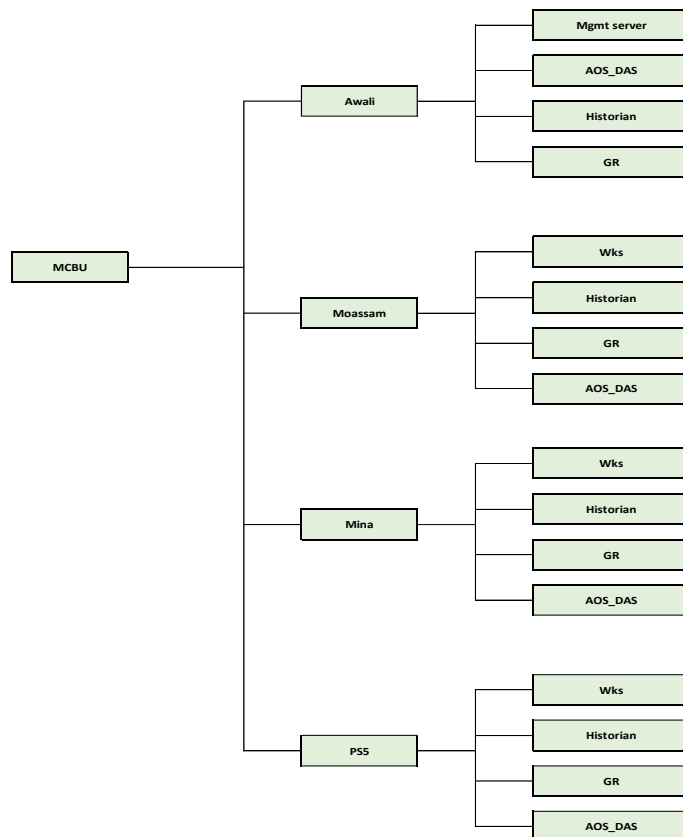 MCBU
Awali
Mgmt server
AOS_DAS
Historian
GR
Moassam
Wks
Historian
GR
AOS_DAS
Mina
Wks
Historian
GR
AOS_DAS
PS5
Wks
Historian
GR
AOS_DAS